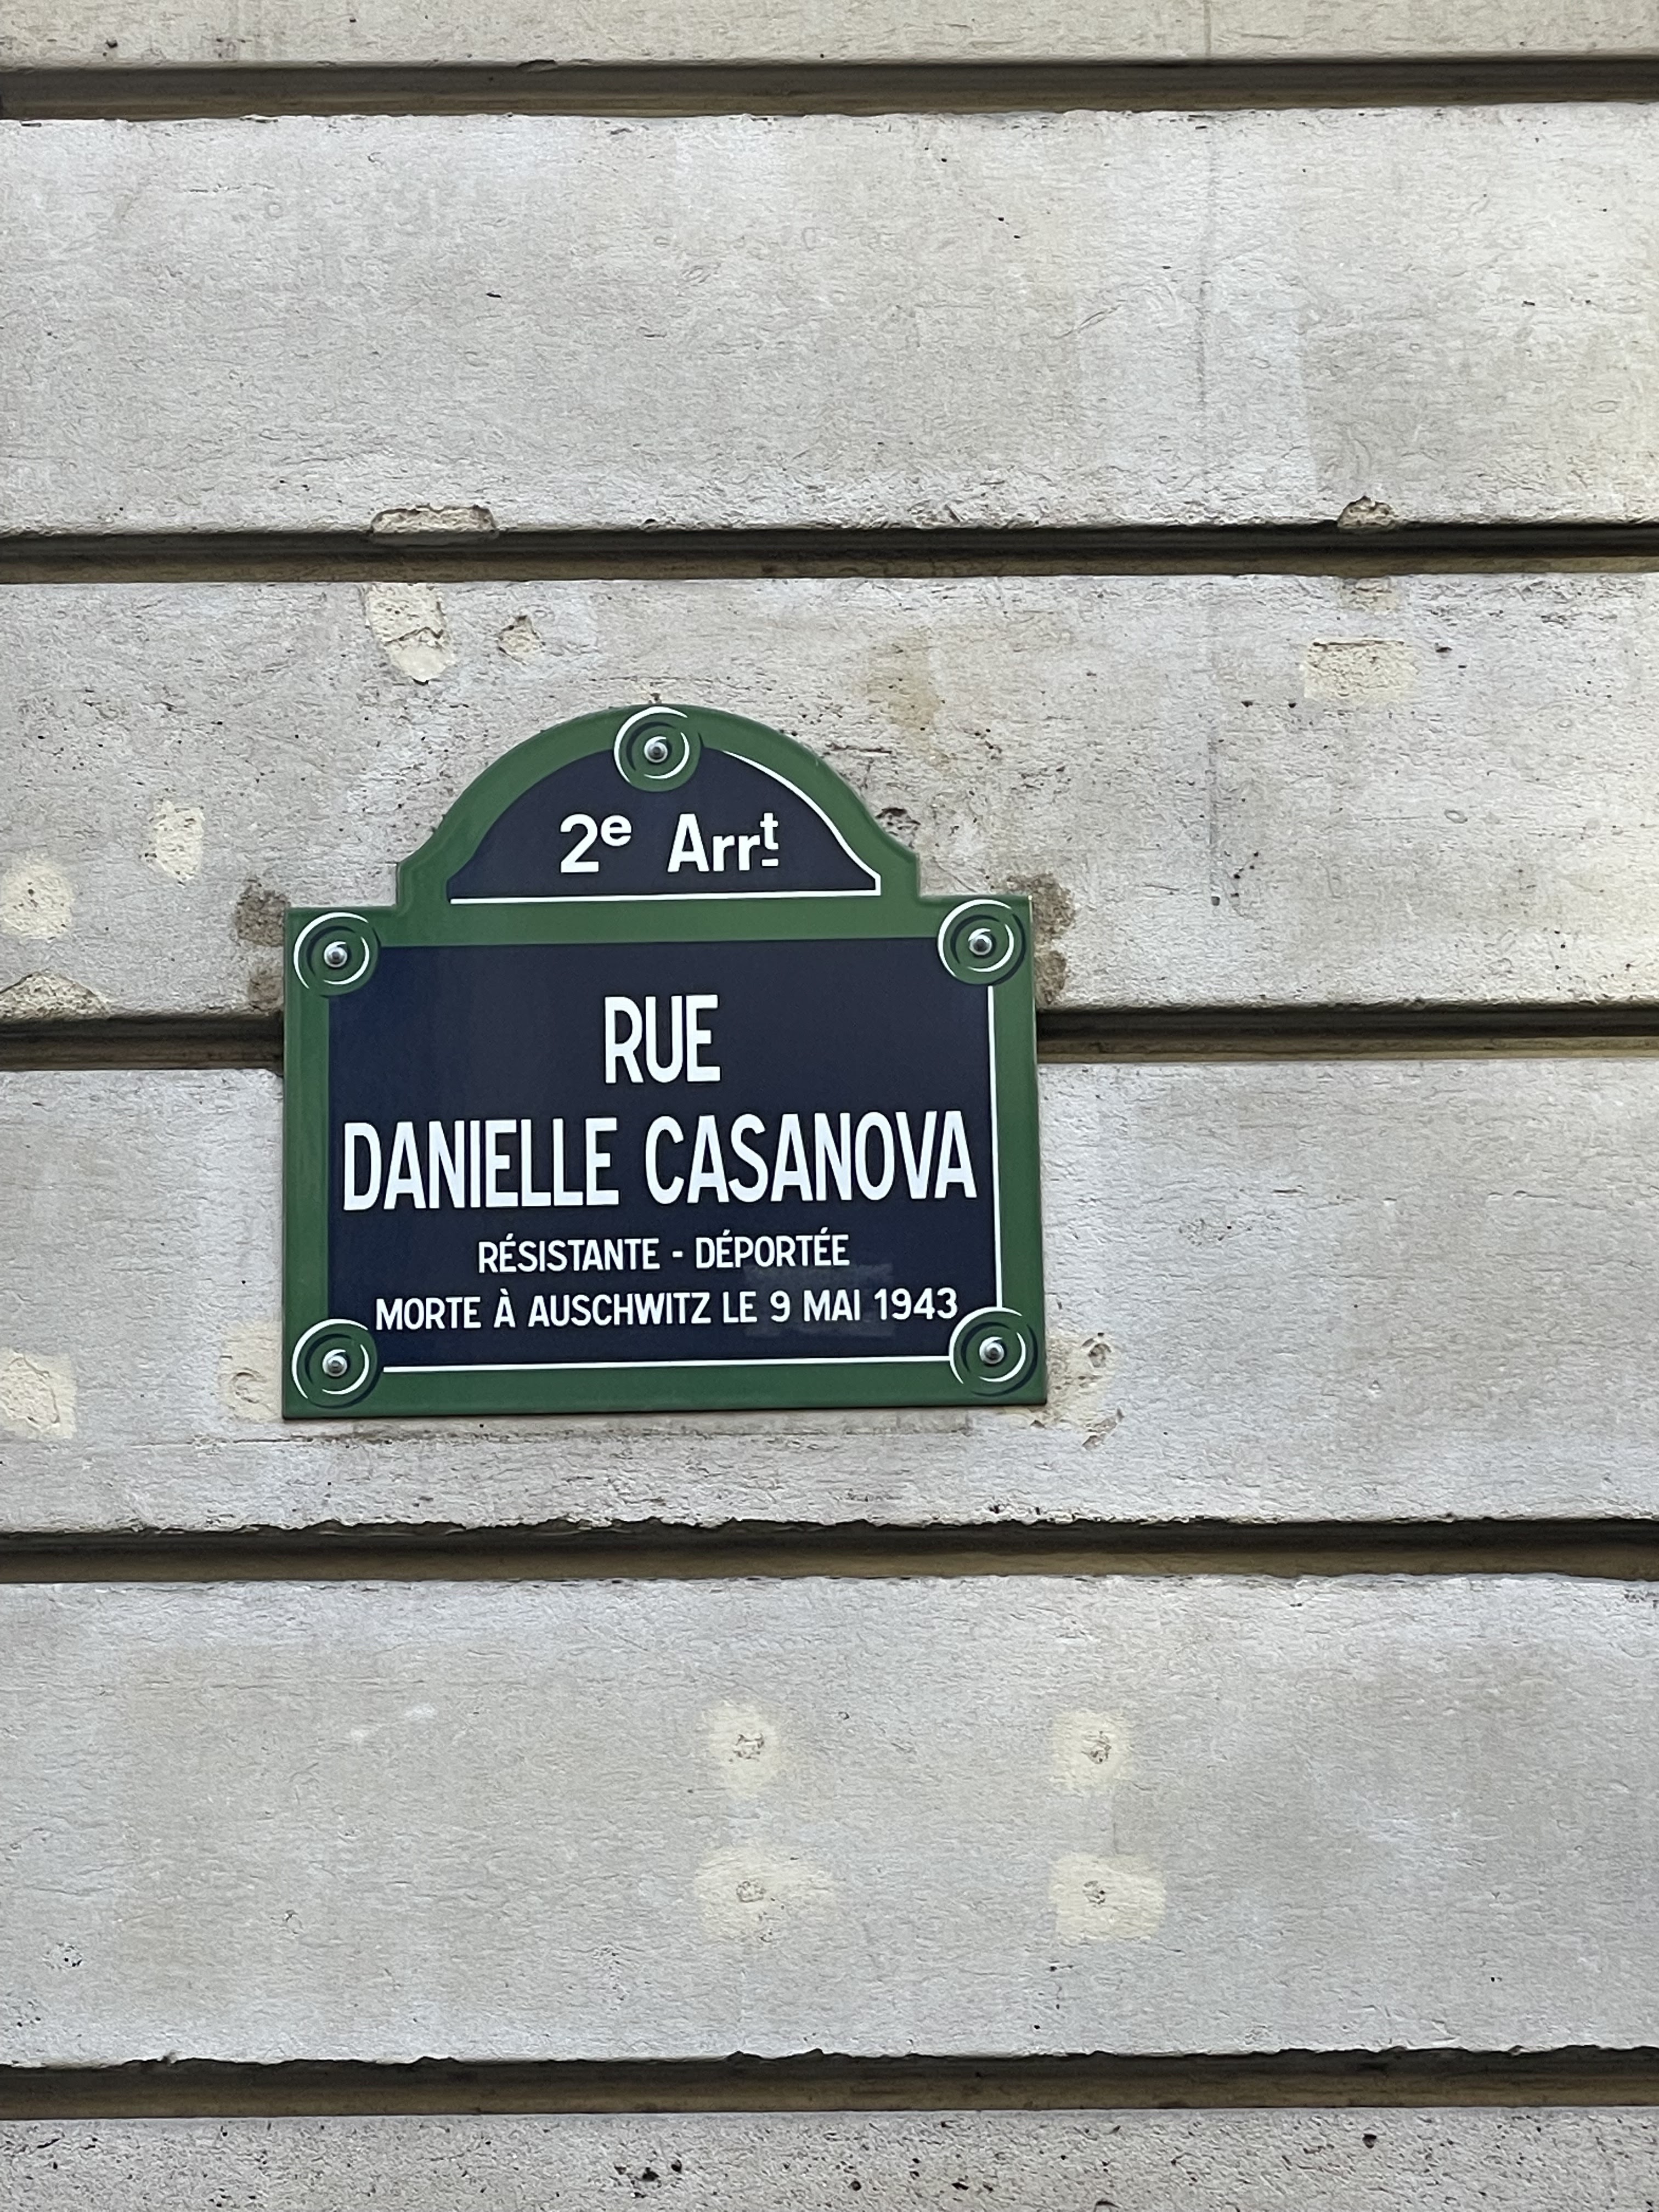 2e Arrt
RUE
DANIELLE CASANOVA
RÉSISTANTE - DÉPORTÉE
MORTE À AUSCHWITZ LE 9 MAI 1943